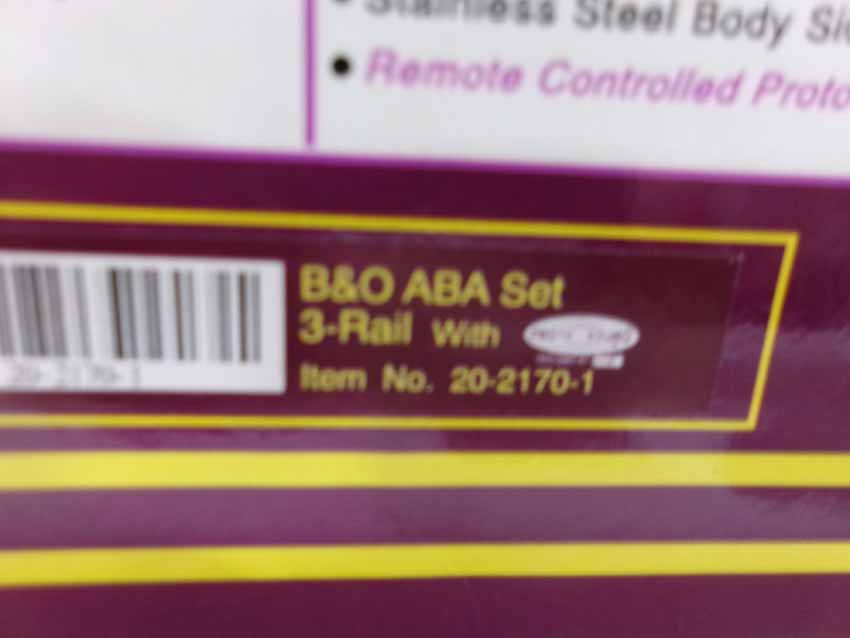 Stainless Steel Body
• Remote Controlled Proto
B&O ABA Set
3-Rail With
Item No. 20-2170-1
20-2170-1